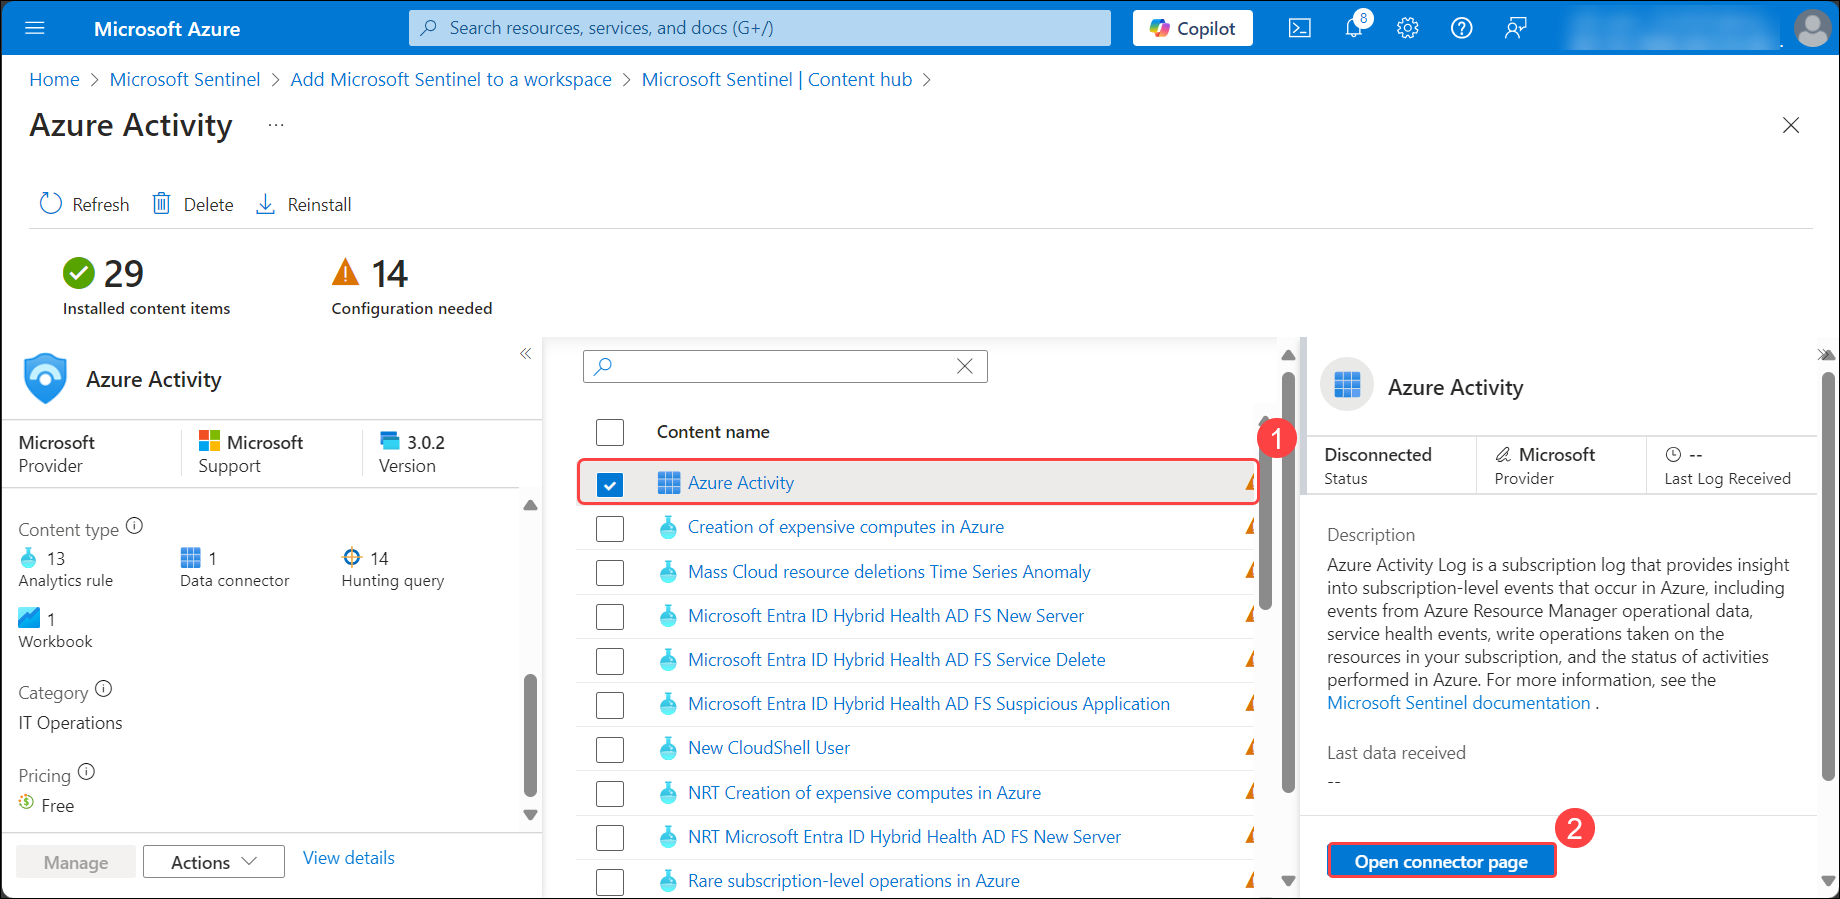 Microsoft Azure
Search resources, services, and docs (G+/)
Copilot
8
Home > Microsoft Sentinel > Add Microsoft Sentinel to a workspace > Microsoft Sentinel | Content hub >
Azure Activity ...
Refresh
Delete
Reinstall
29
Installed content items
14
Configuration needed
Azure Activity
Microsoft
Provider
Microsoft
Support
3.0.2
Version
Content type
13
Analytics rule
1
Data connector
14
Hunting query
1
Workbook
Category
IT Operations
Pricing
Free
Manage
Actions
View details
Content name
1
Azure Activity
Creation of expensive computes in Azure
Mass Cloud resource deletions Time Series Anomaly
Microsoft Entra ID Hybrid Health AD FS New Server
Microsoft Entra ID Hybrid Health AD FS Service Delete
Microsoft Entra ID Hybrid Health AD FS Suspicious Application
New CloudShell User
NRT Creation of expensive computes in Azure
NRT Microsoft Entra ID Hybrid Health AD FS New Server
Rare subscription-level operations in Azure
Azure Activity
Disconnected
Status
Microsoft
Provider
--
Last Log Received
Description
Azure Activity Log is a subscription log that provides insight
into subscription-level events that occur in Azure, including
events from Azure Resource Manager operational data,
service health events, write operations taken on the
resources in your subscription, and the status of activities
performed in Azure. For more information, see the
Microsoft Sentinel documentation .
Last data received
--
2
Open connector page